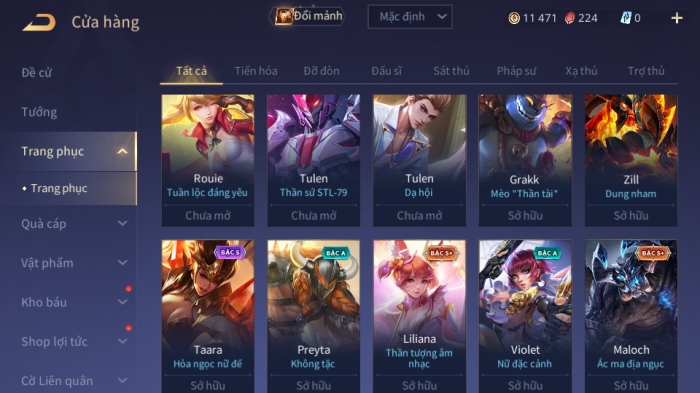 Cửa hàng
Đổi mảnh
Mặc định
11 471
224
0
Đề cử
Tướng
Trang phục
Trang phục
Quà cáp
Vật phẩm
Kho báu
Shop lợi tức
Cờ Liên quân
Tất cả Tiến hóa Đỡ đòn Đấu sĩ Sát thủ Pháp sư Xạ thủ Trợ thủ
Rouie
Tuần lộc đáng yêu
Chưa mở
Tulen
Thần sứ STL-79
Chưa mở
Tulen
Dạ hội
Chưa mở
Grakk
Mèo "Thần tài"
Sở hữu
Zill
Dung nham
Sở hữu
BẬC S
Taara
Hỏa ngọc nữ đế
Sở hữu
BẬC A
Preyta
Không tặc
Sở hữu
BẬC S+
Liliana
Thần tượng âm
nhạc
Sở hữu
BẬC A
Violet
Nữ đặc cảnh
Sở hữu
BẬC S+
Maloch
Ác ma địa ngục
Sở hữu